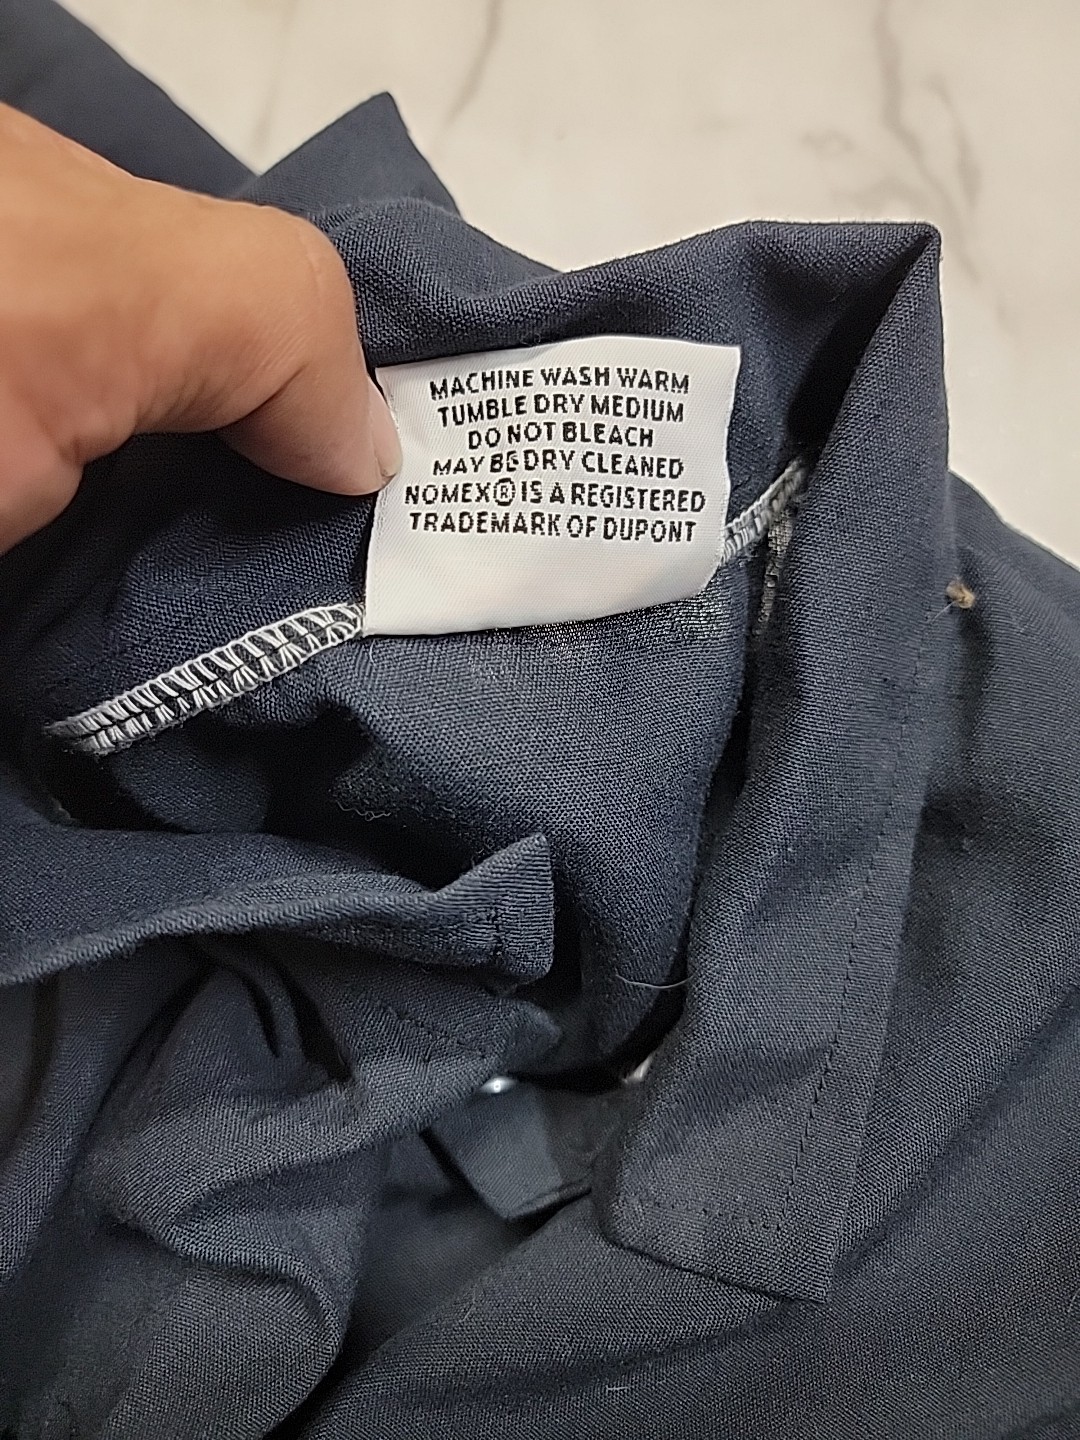 MACHINE WASH WARM
TUMBLE DRY MEDIUM
DO NOT BLEACH
MAY BE DRY CLEANED
NOMEX® IS A REGISTERED
TRADEMARK OF DUPONT